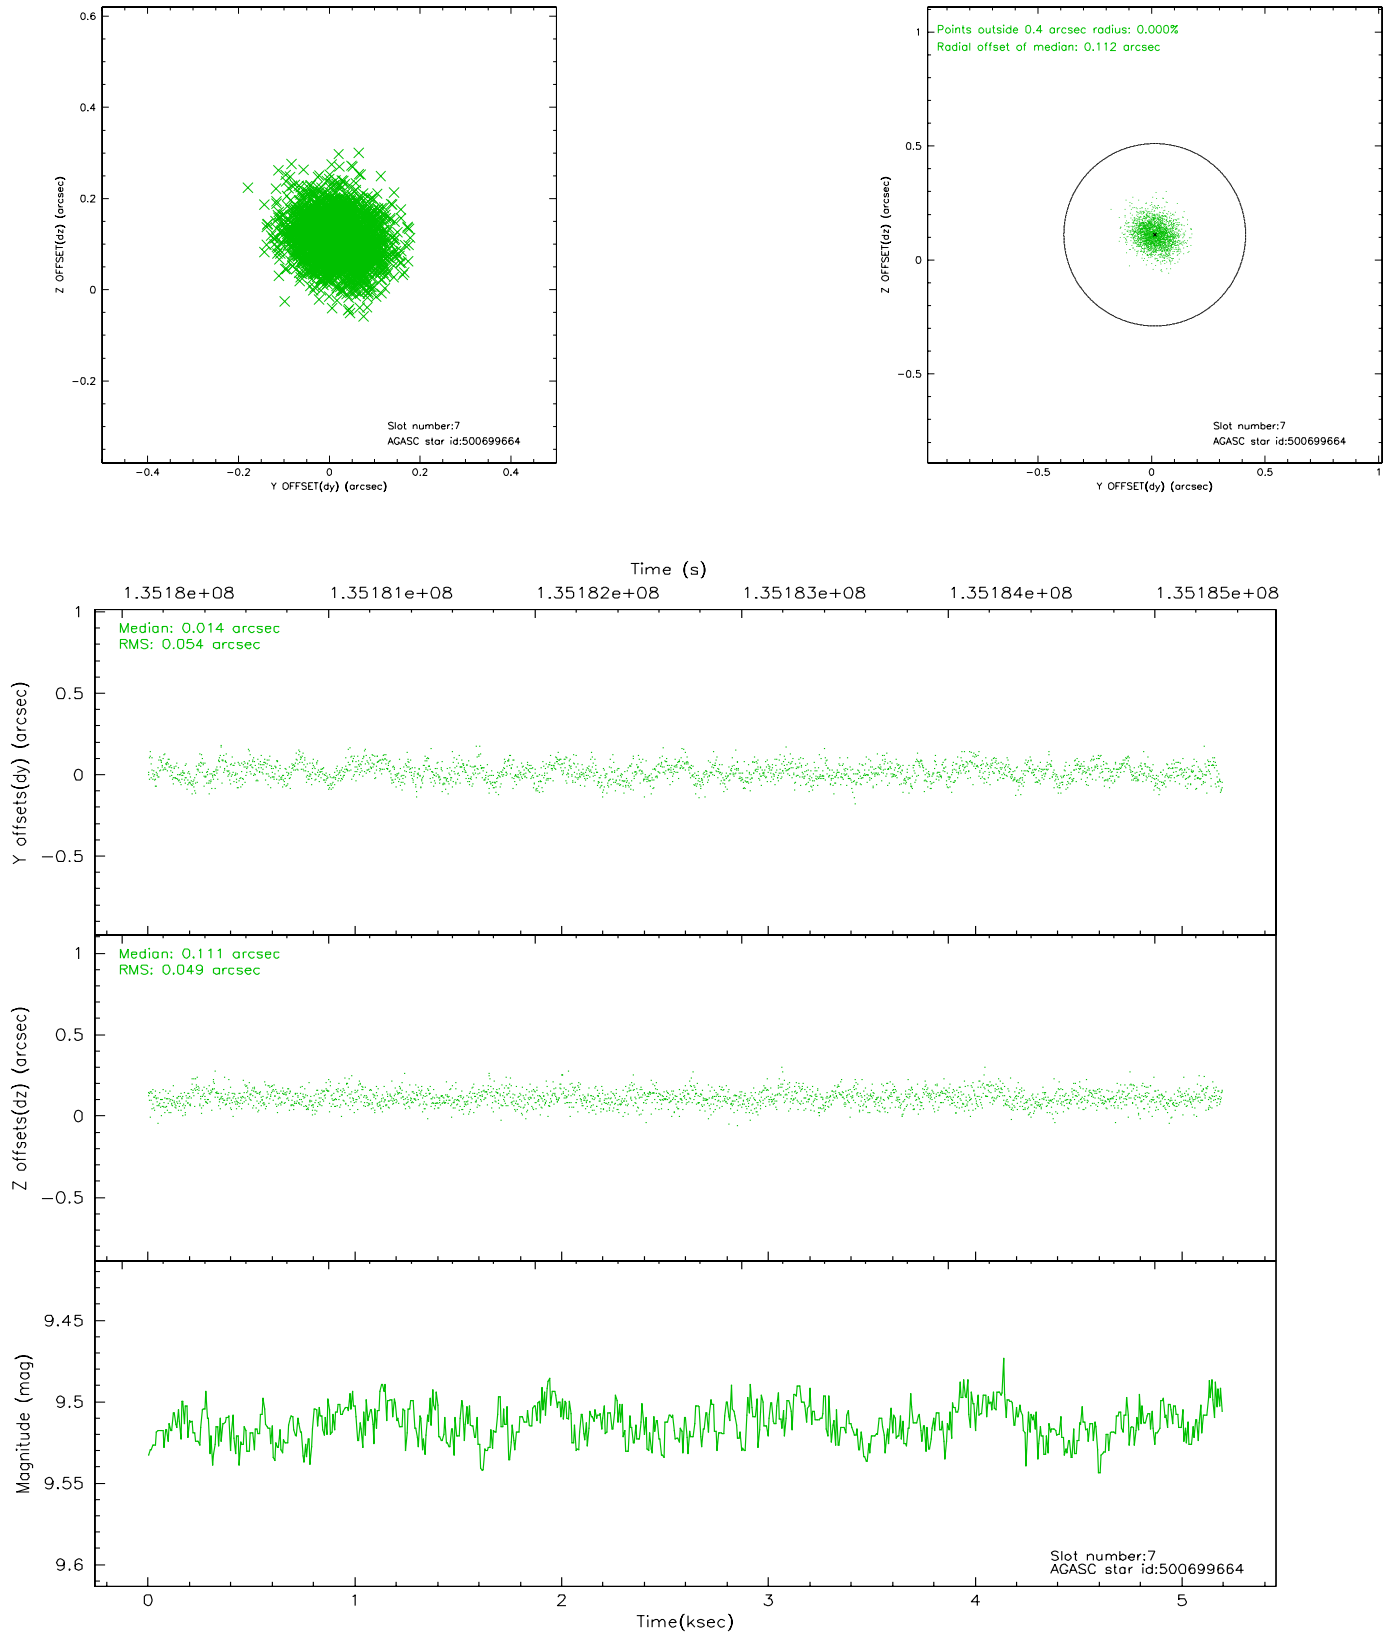 0.6
0.4
0.2
0
−0.2
Z OFFSET(dz) (arcsec)
Slot number:7
AGASC star id:500699664
−0.4 −0.2 0 0.2 0.4
Y OFFSET(dy) (arcsec)
Points outside 0.4 arcsec radius: 0.000%
Radial offset of median: 0.112 arcsec
1
0.5
0
−0.5
Z OFFSET(dz) (arcsec)
Slot number:7
AGASC star id:500699664
−0.5 0 0.5 1
Y OFFSET(dy) (arcsec)
Time (s)
1.3518e+08 1.35181e+08 1.35182e+08 1.35183e+08 1.35184e+08 1.35185e+08
Median: 0.014 arcsec
RMS: 0.054 arcsec
1
0.5
0
−0.5
Y offsets(dy) (arcsec)
Median: 0.111 arcsec
RMS: 0.049 arcsec
1
0.5
0
−0.5
Z offsets(dz) (arcsec)
9.45
9.5
9.55
9.6
Magnitude (mag)
Slot number:7
AGASC star id:500699664
0 1 2 3 4 5
Time(ksec)